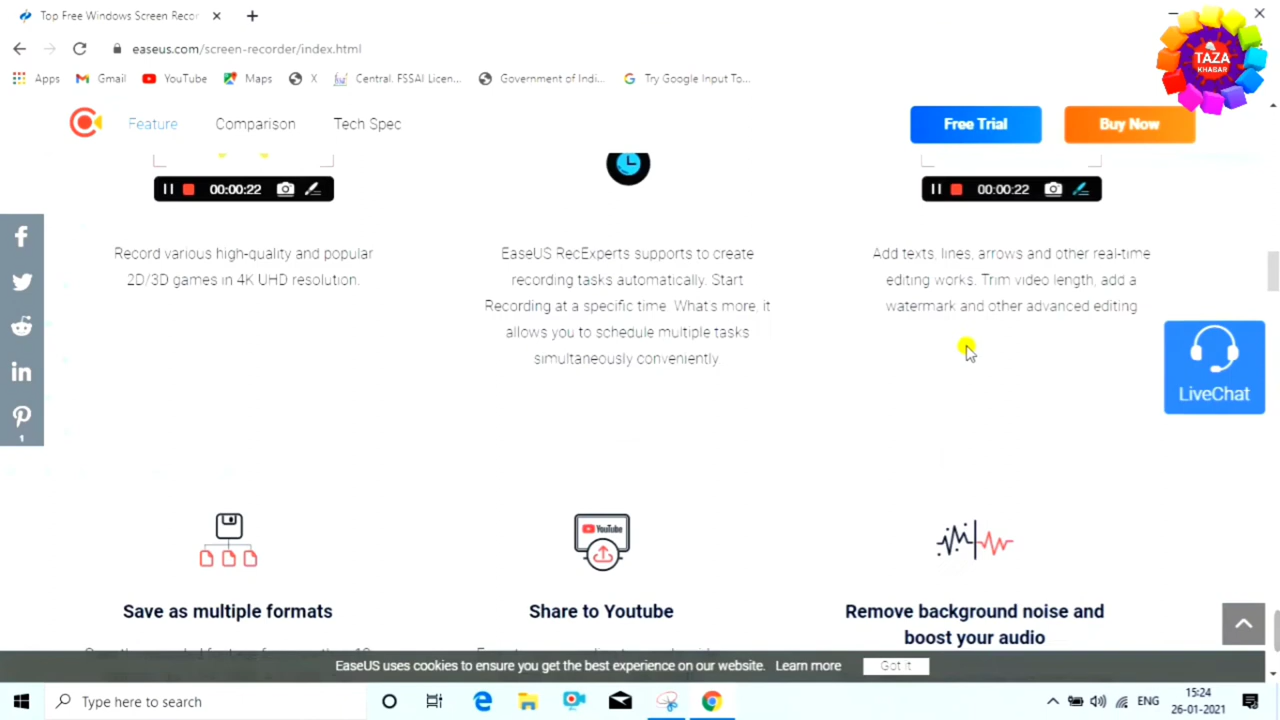 Top Free Windows Screen Recor
easeus.com/screen-recorder/index.html
Apps
Gmail
YouTube
Maps
X
Central. FSSAI Licen...
Government of Indi...
Try Google Input To...
TAZA
KHABAR
Feature
Comparison
Tech Spec
Free Trial
Buy Now
00:00:22
00:00:22
Record various high-quality and popular
2D/3D games in 4K UHD resolution.
EaseUS RecExperts supports to create
recording tasks automatically. Start
Recording at a specific time. What's more, it
allows you to schedule multiple tasks
simultaneously conveniently
Add texts, lines, arrows and other real-time
editing works. Trim video length, add a
watermark and other advanced editing
LiveChat
1
YouTube
Save as multiple formats
Share to Youtube
Remove background noise and
boost your audio
EaseUS uses cookies to ensure you get the best experience on our website. Learn more
Got it
Type here to search
ENG
15:24
26-01-2021